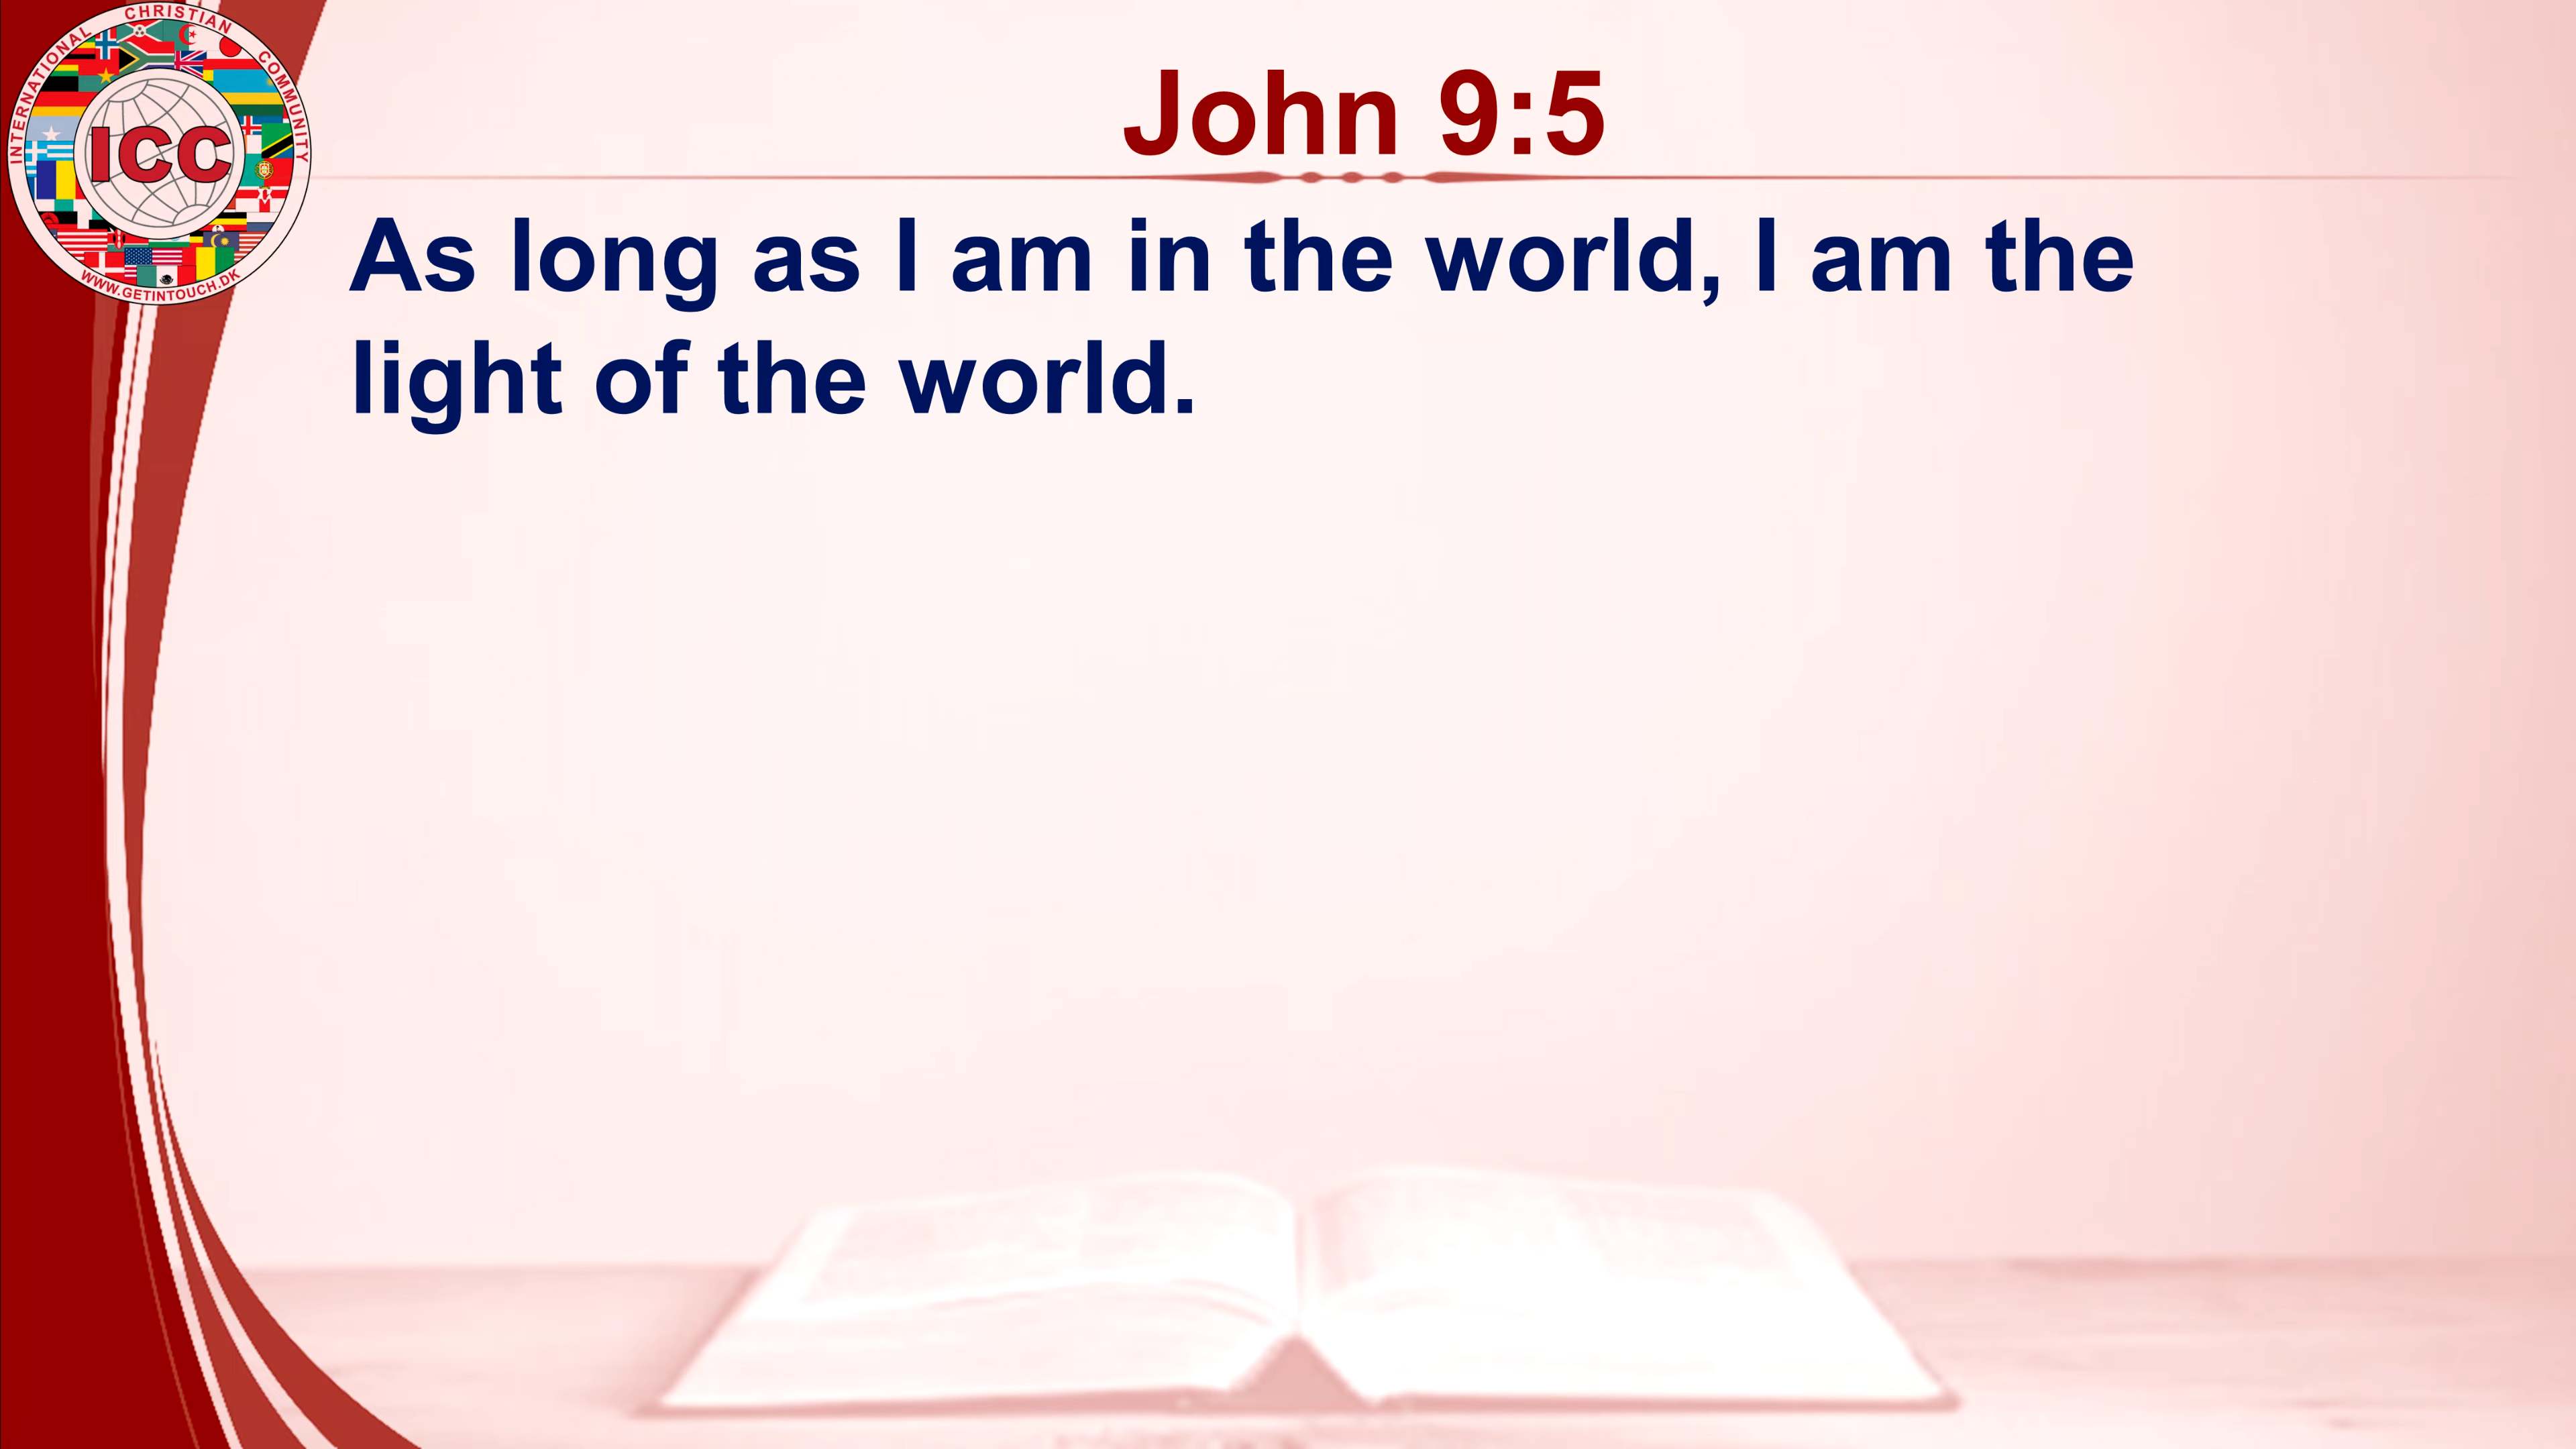 INTERNATIONAL CHRISTIAN COMMUNITY
ICC
WWW.GETINTOUCH.DK
John 9:5
As long as I am in the world, I am the
light of the world.